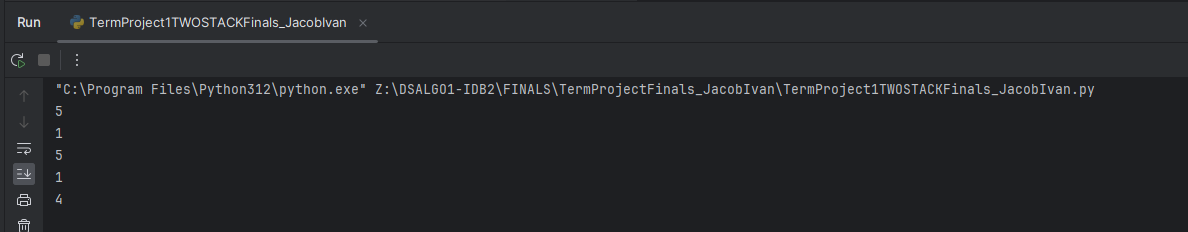 Run TermProject1TWOSTACKFinals_JacobIvan ×
"C:\Program Files\Python312\python.exe" Z:\DSALGO1-IDB2\FINALS\TermProjectFinals_JacobIvan\TermProject1TWOSTACKFinals_JacobIvan.py
5
1
5
1
4